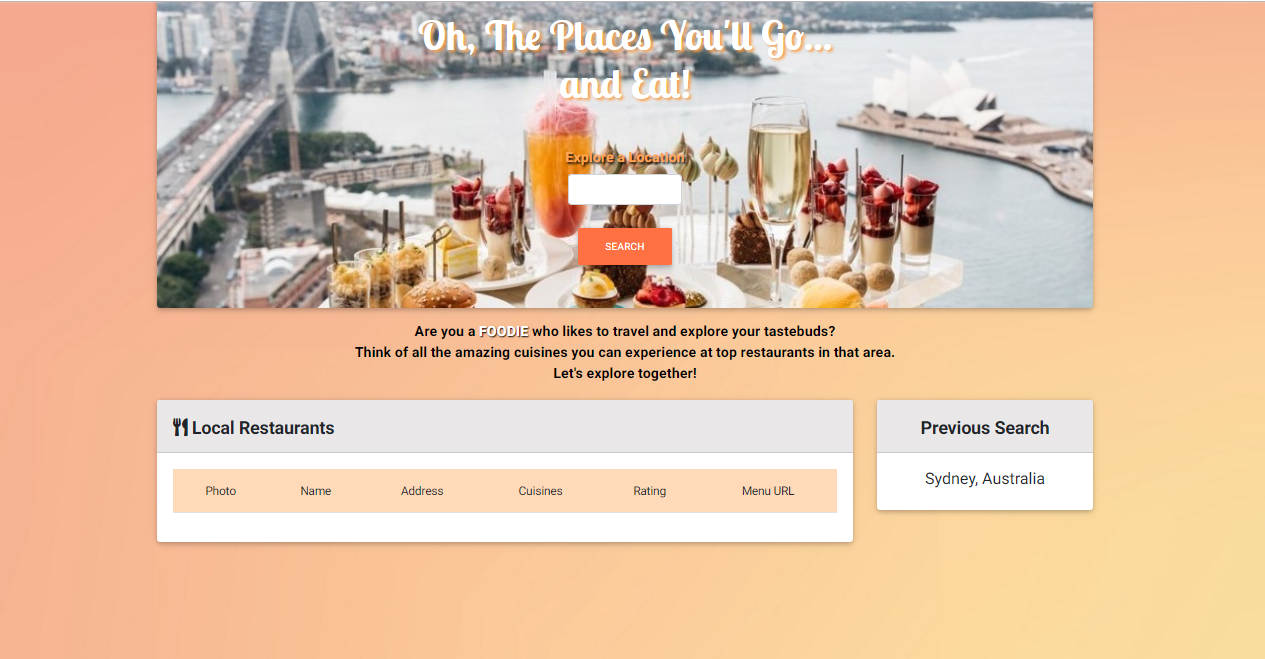 Oh, The Places You'll Go...
and Eat!
Explore a Location
SEARCH
Are you a FOODIE who likes to travel and explore your tastebuds?
Think of all the amazing cuisines you can experience at top restaurants in that area.
Let's explore together!
Local Restaurants
Photo Name Address Cuisines Rating Menu URL
Previous Search
Sydney, Australia